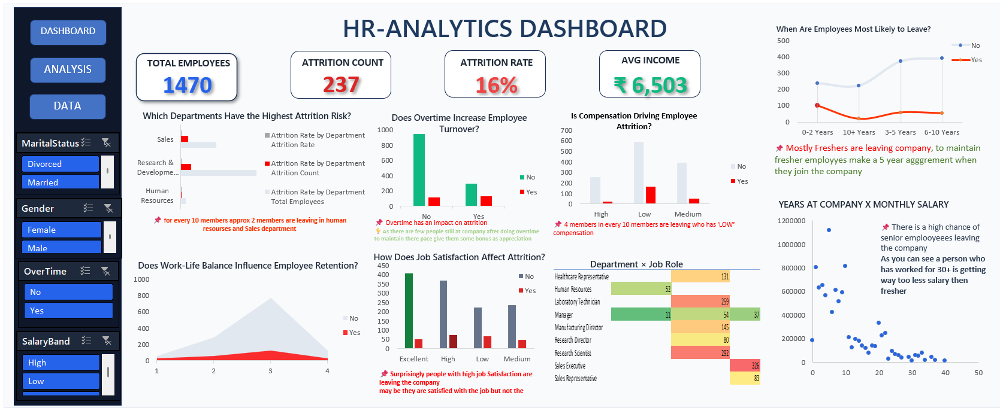 DASHBOARD
ANALYSIS
DATA
MaritalStatus
Divorced
Married
Gender
Female
Male
OverTime
No
Yes
SalaryBand
High
Low
HR-ANALYTICS DASHBOARD
TOTAL EMPLOYEES
1470
ATTRITION COUNT
237
ATTRITION RATE
16%
AVG INCOME
₹ 6,503
Which Departments Have the Highest Attrition Risk?
Sales
Research &
Developme...
Human
Resources
Attrition Rate by Department
Attrition Rate
Attrition Rate by Department
Attrition Count
Attrition Rate by Department
Total Employees
📌 for every 10 members approx 2 members are leaving in human
resourses and Sales department
Does Overtime Increase Employee
Turnover?
1000
800
600
400
200
0
No
Yes
No
Yes
📌 Overtime has an impact on attrition
💡 As there are few people still at company after doing overtime
to maintain there pace give them some bonus as appreciation
Is Compensation Driving Employee
Attrition?
700
600
500
400
300
200
100
0
High
Low
Medium
No
Yes
📌 4 members in every 10 members are leaving who has 'LOW"
compensation
When Are Employees Most Likely to Leave?
500
400
300
200
100
0
0-2 Years
10+ Years
3-5 Years
6-10 Years
No
Yes
📌 Mostly Freshers are leaving company, to maintain
fresher employyes make a 5 year agggrement when
they join the company
Does Work-Life Balance Influence Employee Retention?
1000
800
600
400
200
0
1
2
3
4
No
Yes
How Does Job Satisfaction Affect Attrition?
450
400
350
300
250
200
150
100
50
0
Excellent
High
Low
Medium
No
Yes
📌 Surprisingly people with high job Satisfaction are
leaving the company
may be they are satisfied with the job but not the
Department × Job Role
Healthcare Representative 131
Human Resources 52
Laboratory Technician 259
Manager 11 54 37
Manufacturing Director 145
Research Director 80
Research Scientist 292
Sales Executive 326
Sales Representative 83
YEARS AT COMPANY X MONTHLY SALARY
1200000
1000000
800000
600000
400000
200000
0
0
10
20
30
40
50
📌 There is a high chance of
senior emplooyeees leaving
the company
As you can see a person who
has worked for 30+ is getting
way too less salary then
fresher